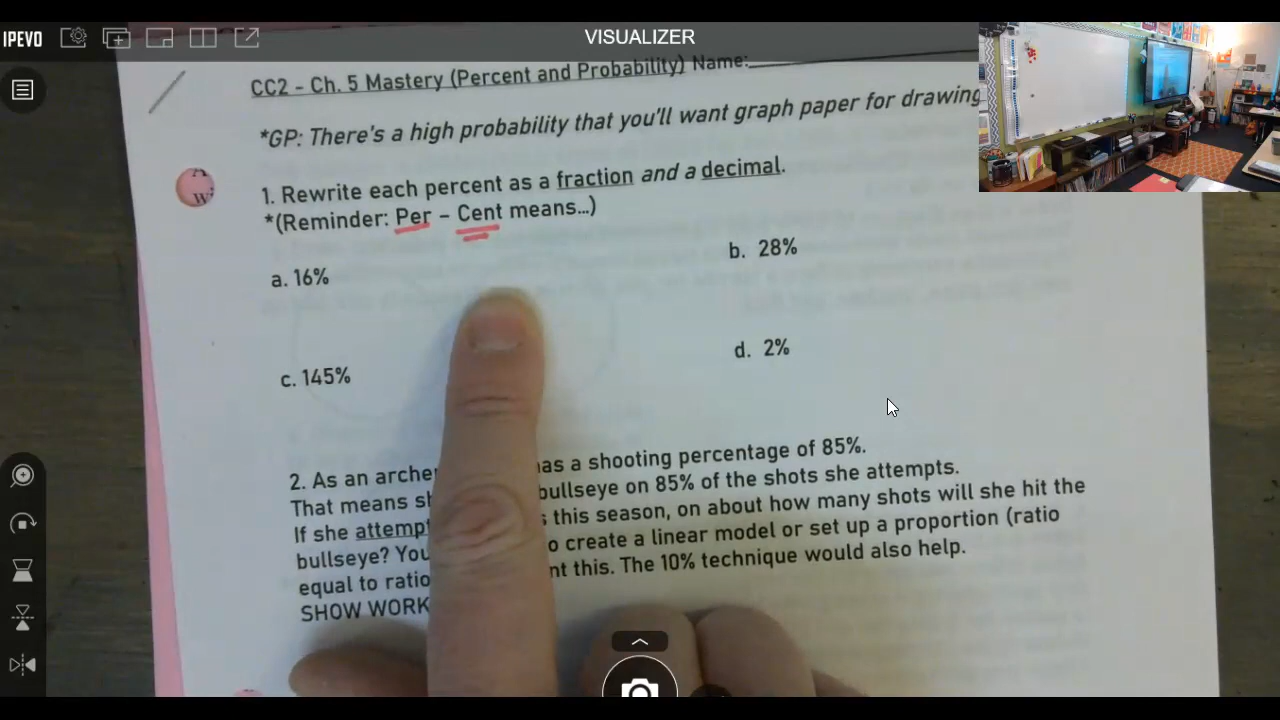 IPEVO
VISUALIZER
CC2 - Ch. 5 Mastery (Percent and Probability) Name:
*GP: There's a high probability that you'll want graph paper for drawing
1. Rewrite each percent as a fraction and a decimal.
*(Reminder: Per - Cent means...)
a. 16%
b. 28%
c. 145%
d. 2%
2. As an arche as a shooting percentage of 85%.
That means bullseye on 85% of the shots she attempts.
If she attempt this season, on about how many shots will she hit the
bullseye? You o create a linear model or set up a proportion (ratio
equal to ratio nt this. The 10% technique would also help.
SHOW WORK